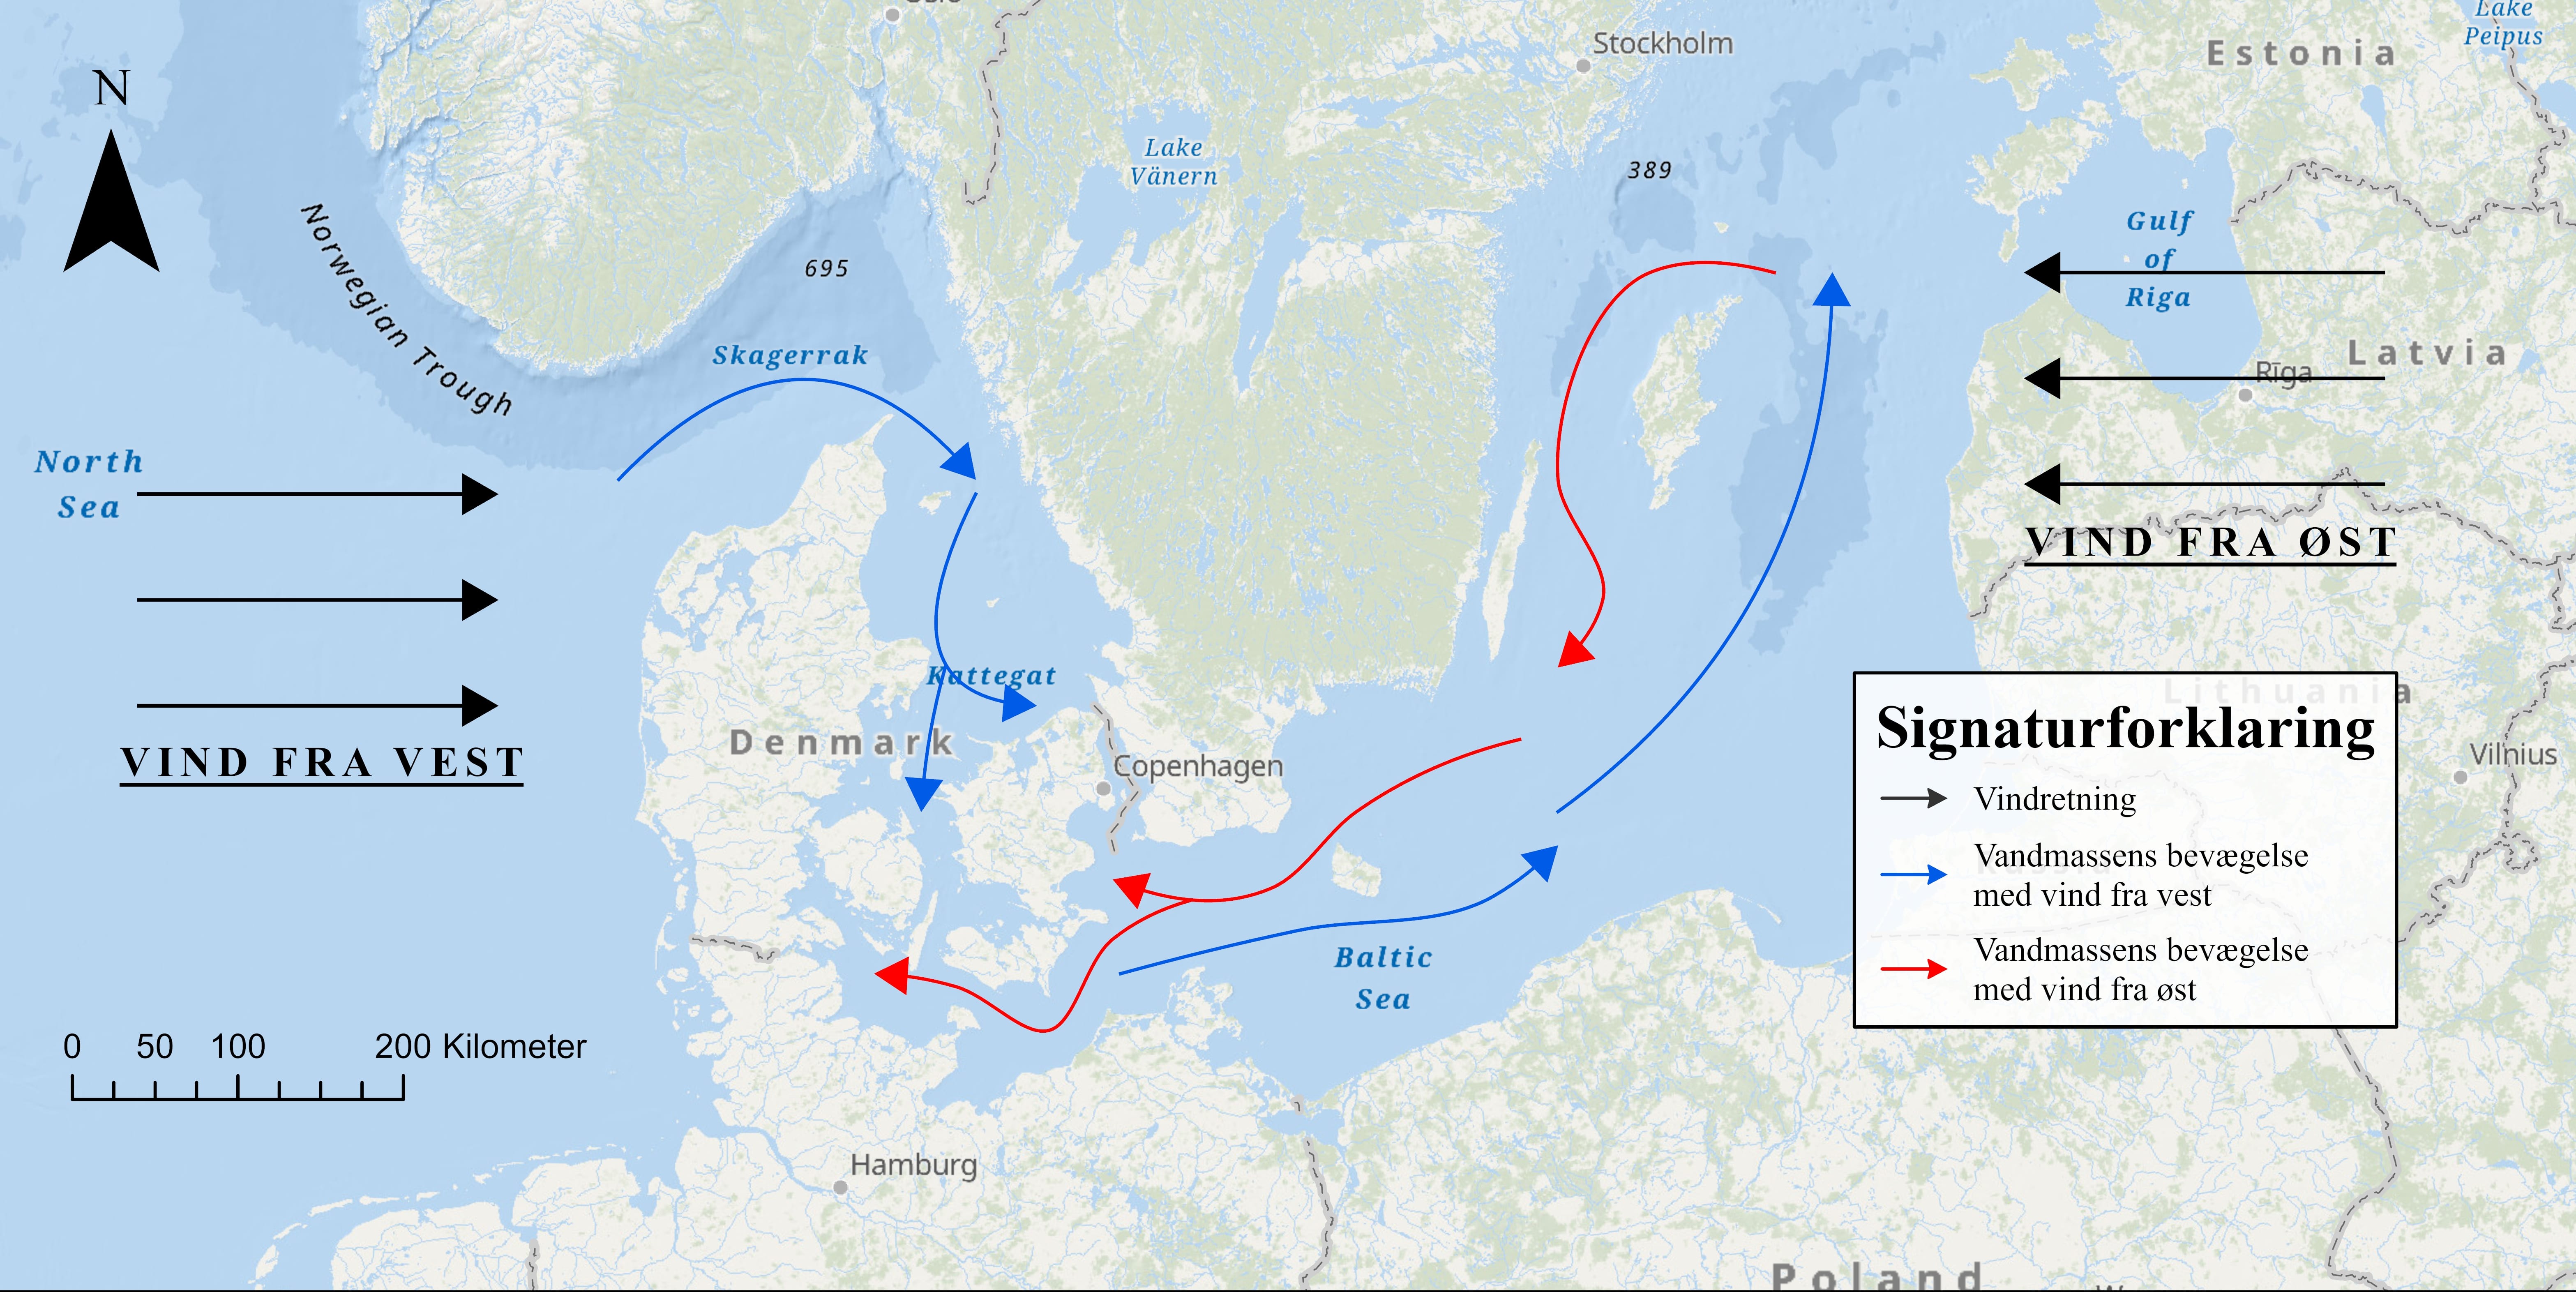 Stockholm
Estonia
Lake
Peipus
N
Lake
Vänern
389
Norwegian Trough
695
Gulf
of
Riga
Skagerrak
Latvia
Rīga
North
Sea
VIND FRA ØST
VIND FRA VEST
Kattegat
Denmark
Copenhagen
Lithuania
Vilnius
Signaturforklaring
Vindretning
Vandmassens bevægelse
med vind fra vest
Vandmassens bevægelse
med vind fra øst
Baltic
Sea
0 50 100 200 Kilometer
Hamburg
Poland